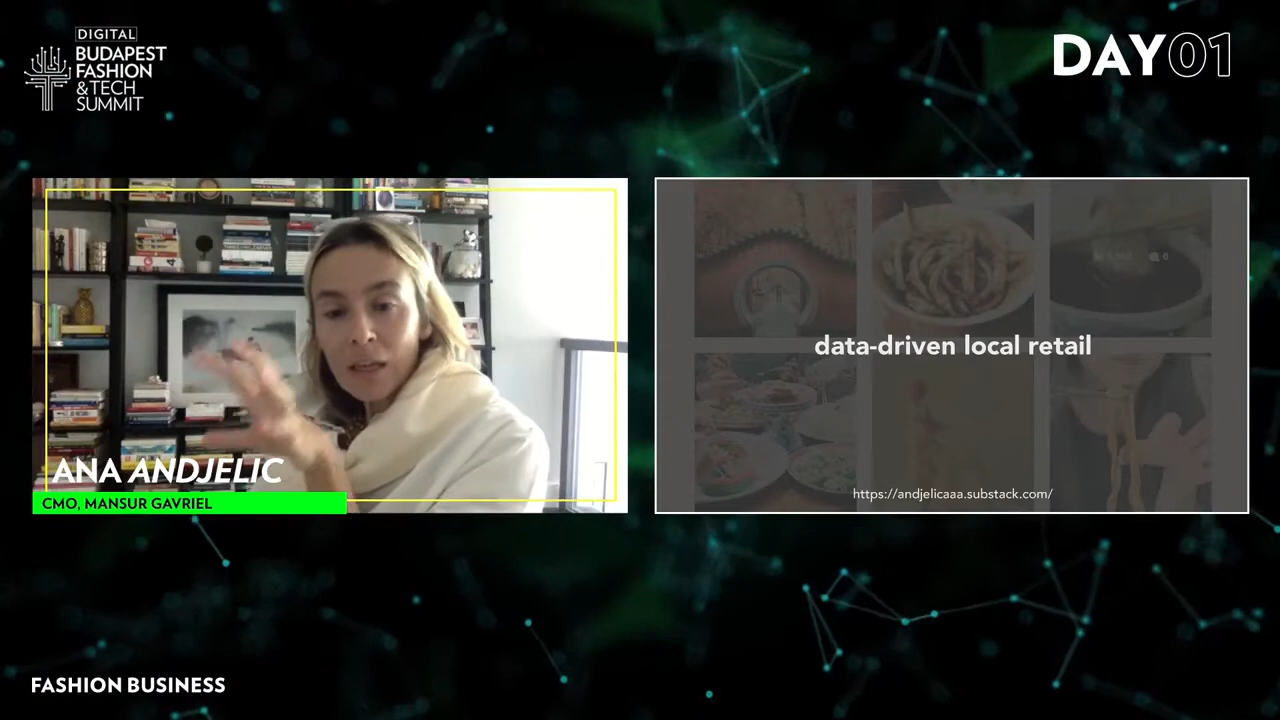 DIGITAL
BUDAPEST
FASHION
&TECH
SUMMIT
DAY01
ANA ANDJELIC
CMO, MANSUR GAVRIEL
data-driven local retail
https://andjelicaaa.substack.com/
FASHION BUSINESS